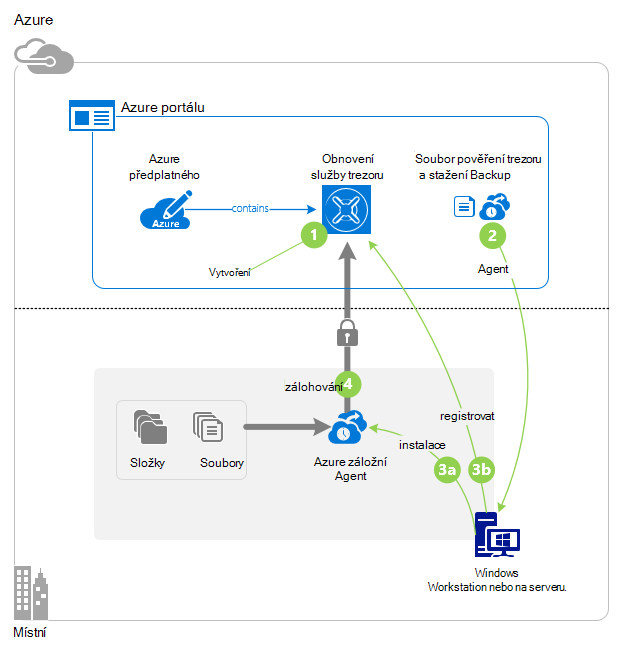 Azure
Azure portálu
Azure
předplatného
Obnovení
služby trezoru
Soubor pověření trezoru
a stažení Backup
Azure
contains
1
2
Vytvoření
Agent
4
zálohování
registrovat
instalace
Složky
Soubory
Azure záložní
Agent
3a
3b
Windows
Workstation nebo na serveru.
Místní